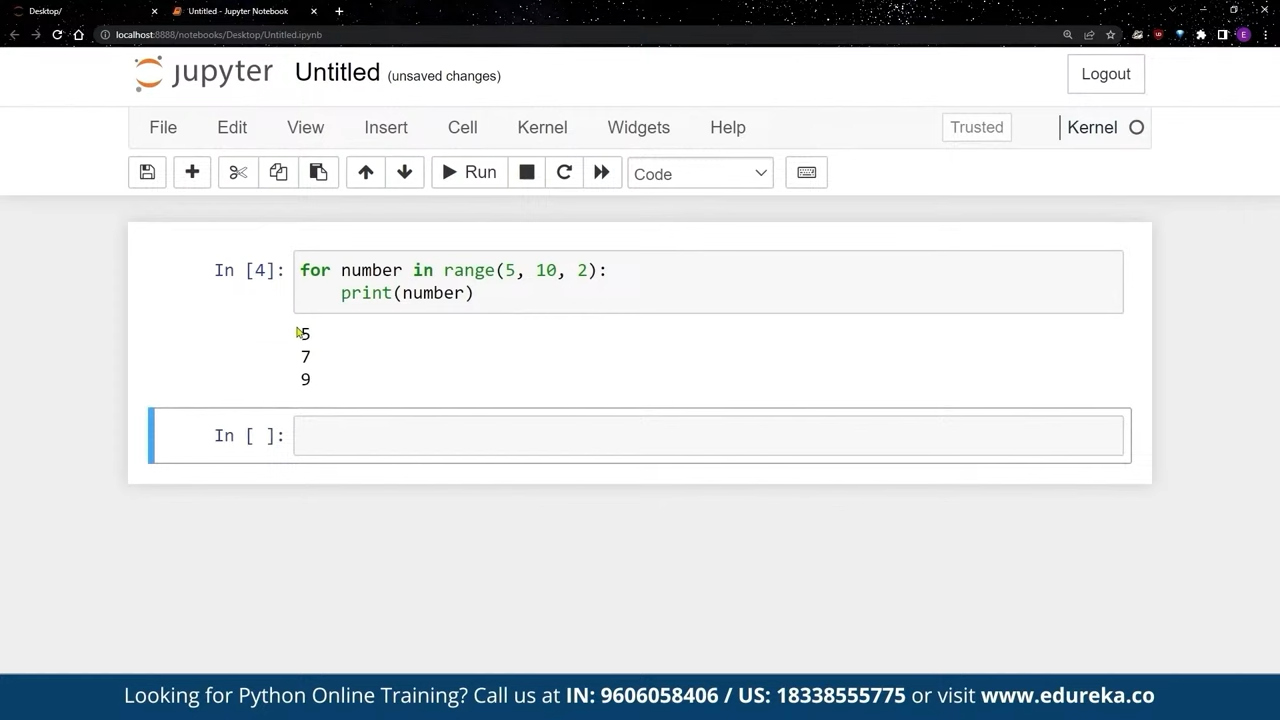 Desktop/
Untitled - Jupyter Notebook
localhost:8888/notebooks/Desktop/Untitled.ipynb
E
jupyter Untitled (unsaved changes)
Logout
File Edit View Insert Cell Kernel Widgets Help
Trusted
Kernel
Run
Code
In [4]: for number in range(5, 10, 2):
print(number)
5
7
9
In [ ]:
Looking for Python Online Training? Call us at IN: 9606058406 / US: 18338555775 or visit www.edureka.co